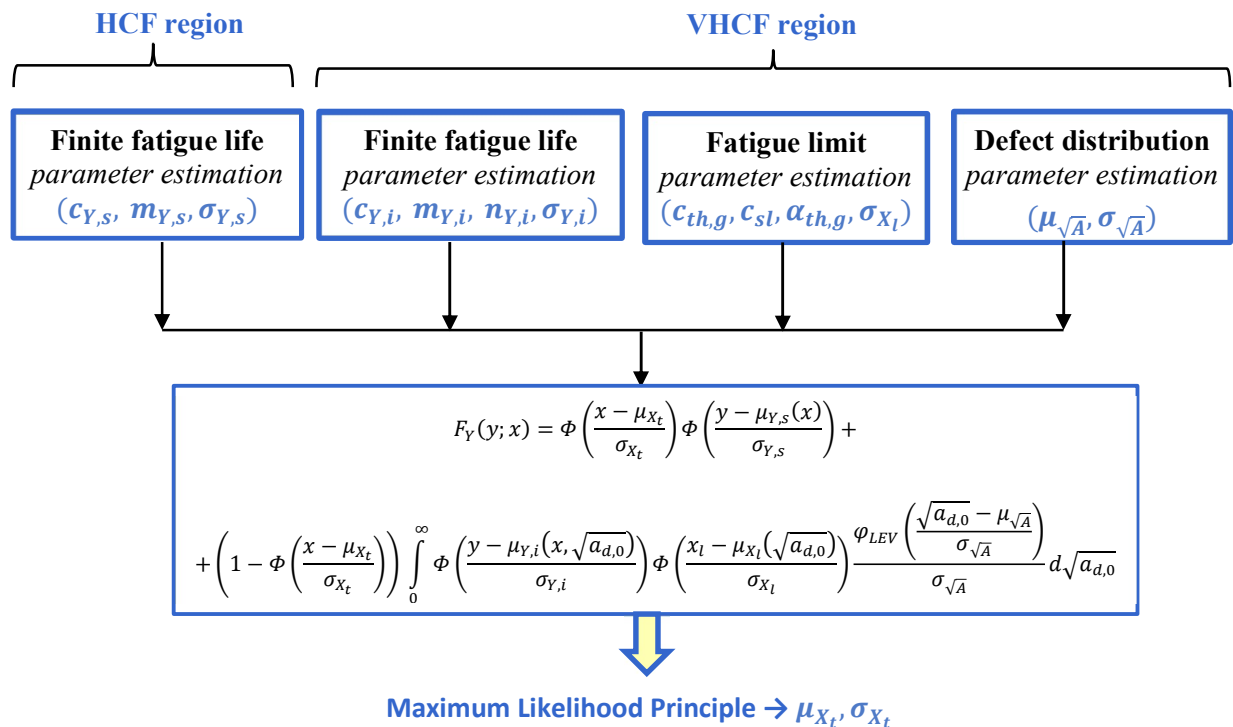 HCF region
VHCF region
Finite fatigue life
parameter estimation
(c_{Y,s}, m_{Y,s}, σ_{Y,s})
Finite fatigue life
parameter estimation
(c_{Y,i}, m_{Y,i}, n_{Y,i}, σ_{Y,i})
Fatigue limit
parameter estimation
(c_{th,g}, c_{sl}, α_{th,g}, σ_{X_l})
Defect distribution
parameter estimation
(μ_{√A}, σ_{√A})
F_Y(y; x) = Φ((x − μ_{X_t})/σ_{X_t}) Φ((y − μ_{Y,s}(x))/σ_{Y,s}) +
+ (1 − Φ((x − μ_{X_t})/σ_{X_t})) ∫_0^∞ Φ((y − μ_{Y,i}(x, √a_{d,0}))/σ_{Y,i}) Φ((x_l − μ_{X_l}(√a_{d,0}))/σ_{X_l}) φ_{LEV}((√(a_{d,0} − μ_{√A}))/σ_{√A})/σ_{√A} d√a_{d,0}
Maximum Likelihood Principle → μ_{X_t}, σ_{X_t}